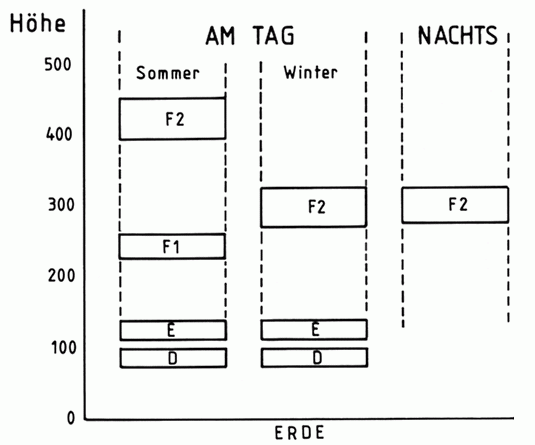 Höhe
AM TAG NACHTS
500 Sommer Winter
400 F2
300 F2 F2
F1
200
E E
100
D D
0
ERDE